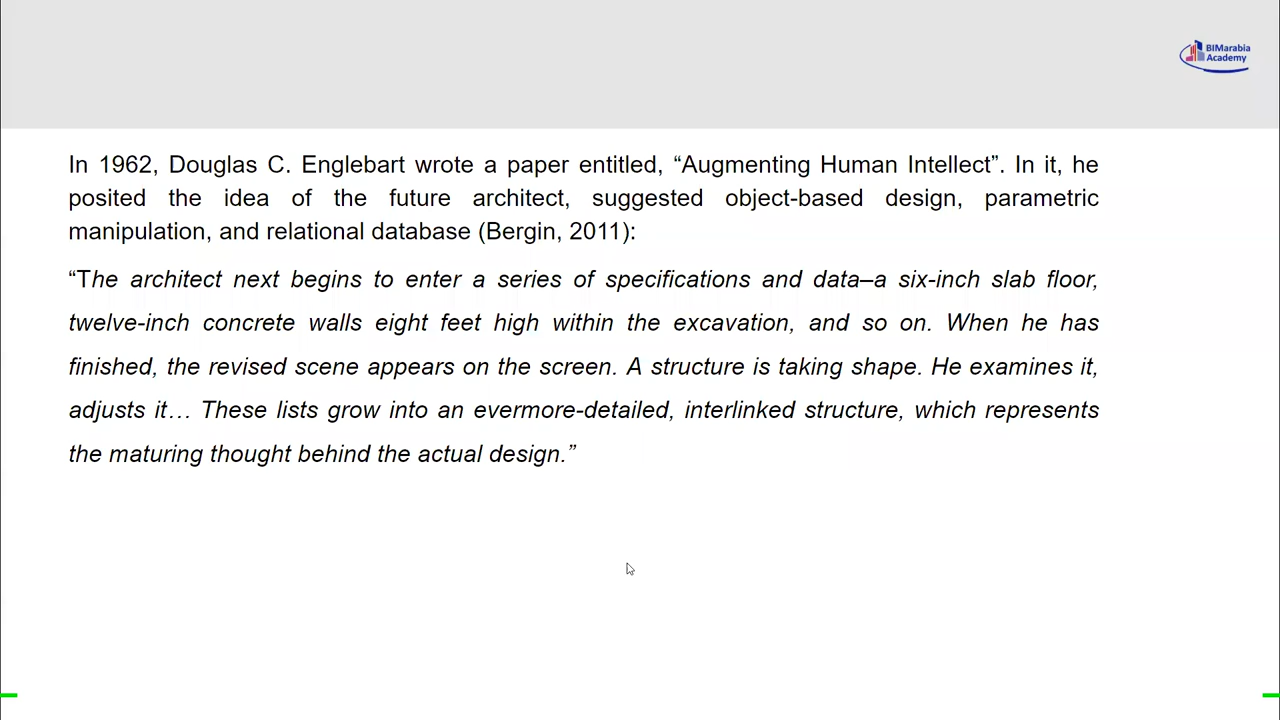 BIMarabia
Academy
In 1962, Douglas C. Englebart wrote a paper entitled, “Augmenting Human Intellect”. In it, he
posited the idea of the future architect, suggested object-based design, parametric
manipulation, and relational database (Bergin, 2011):
“The architect next begins to enter a series of specifications and data–a six-inch slab floor,
twelve-inch concrete walls eight feet high within the excavation, and so on. When he has
finished, the revised scene appears on the screen. A structure is taking shape. He examines it,
adjusts it… These lists grow into an evermore-detailed, interlinked structure, which represents
the maturing thought behind the actual design.”